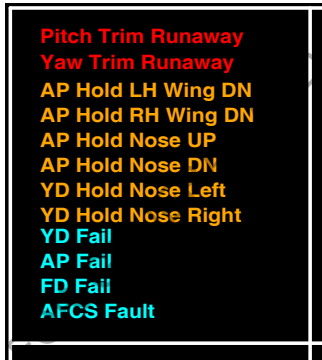 Pitch Trim Runaway
Yaw Trim Runaway
AP Hold LH Wing DN
AP Hold RH Wing DN
AP Hold Nose UP
AP Hold Nose DN
YD Hold Nose Left
YD Hold Nose Right
YD Fail
AP Fail
FD Fail
AFCS Fault